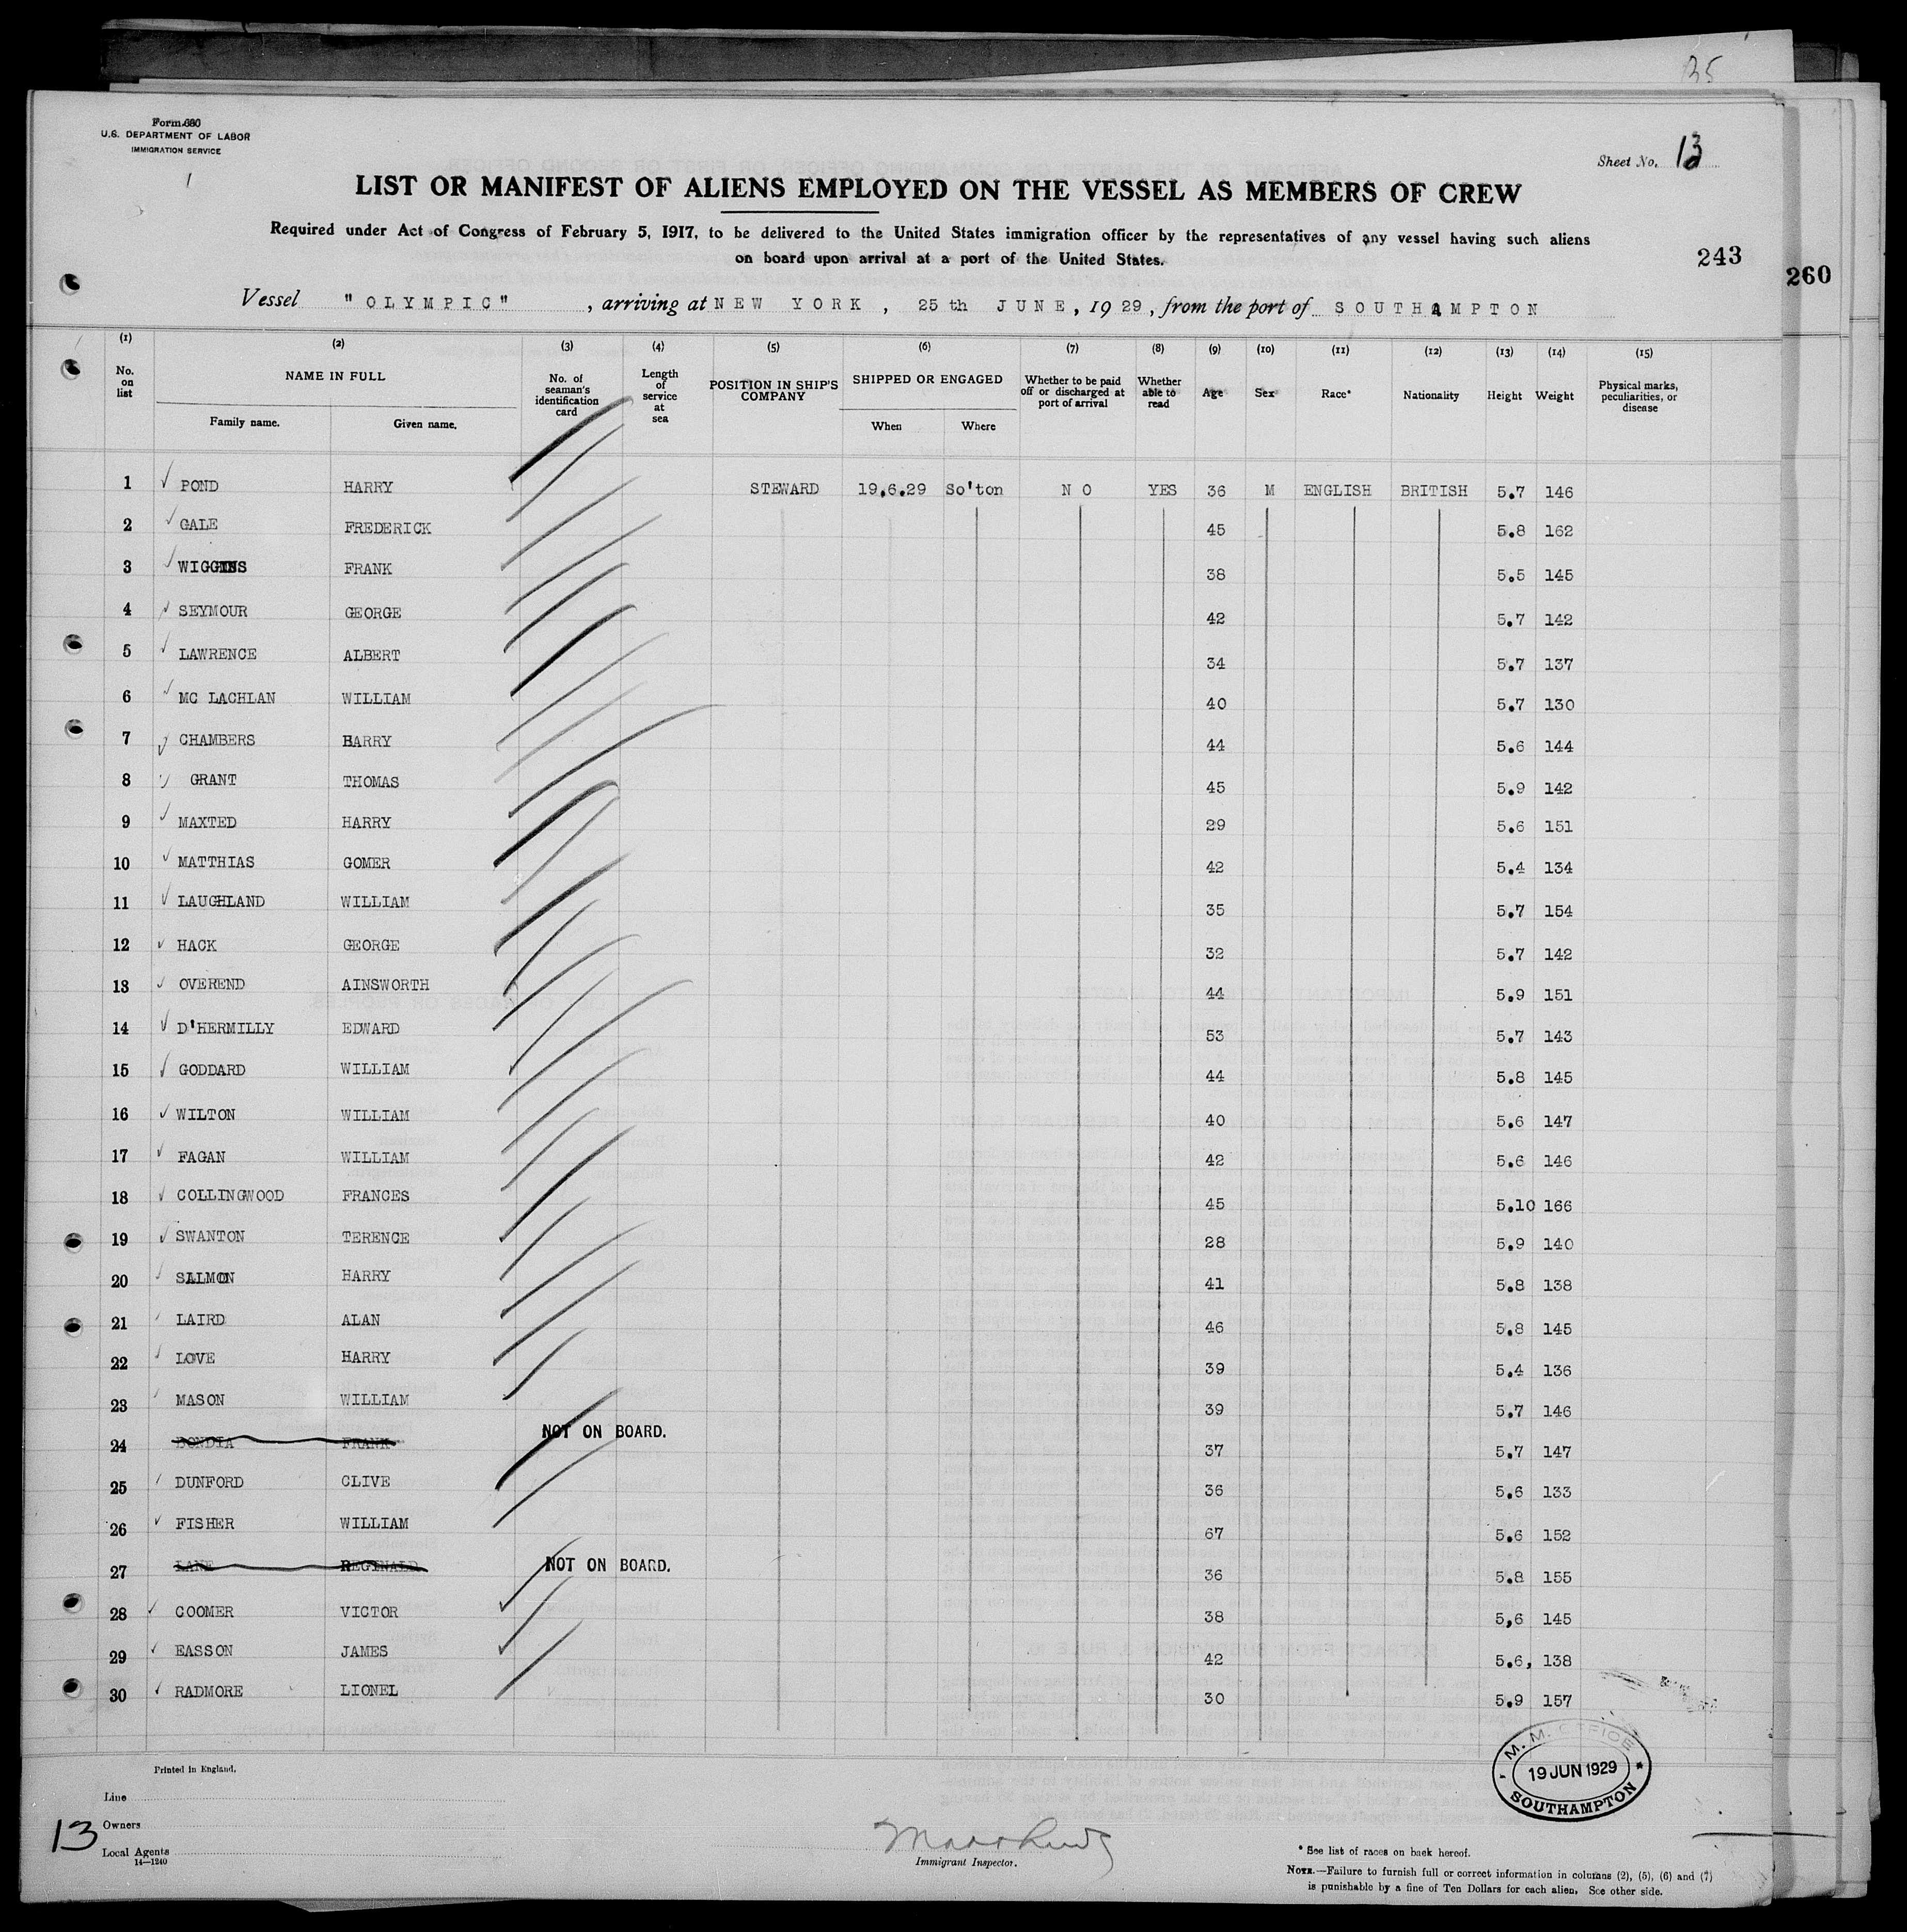 35
Form 680
U.S. DEPARTMENT OF LABOR
IMMIGRATION SERVICE
Sheet No. 13
LIST OR MANIFEST OF ALIENS EMPLOYED ON THE VESSEL AS MEMBERS OF CREW
Required under Act of Congress of February 5, 1917, to be delivered to the United States immigration officer by the representatives of any vessel having such aliens
on board upon arrival at a port of the United States.
243
260
Vessel "OLYMPIC", arriving at NEW YORK, 25th JUNE, 1929, from the port of SOUTHAMPTON
(1) (2) (3) (4) (5) (6) (7) (8) (9) (10) (11) (12) (13) (14) (15)
No. on list NAME IN FULL Family name. Given name. No. of seaman's identification card Length of service at sea POSITION IN SHIP'S COMPANY SHIPPED OR ENGAGED When Where Whether to be paid off or discharged at port of arrival Whether able to read Age Sex Race* Nationality Height Weight Physical marks, peculiarities, or disease
1 POND HARRY STEWARD 19.6.29 So'ton NO YES 36 M ENGLISH BRITISH 5.7 146
2 GALE FREDERICK 45 5.8 162
3 WIGGINS FRANK 38 5.5 145
4 SEYMOUR GEORGE 42 5.7 142
5 LAWRENCE ALBERT 34 5.7 137
6 MC LACHLAN WILLIAM 40 5.7 130
7 CHAMBERS HARRY 44 5.6 144
8 GRANT THOMAS 45 5.9 142
9 MAXTED HARRY 29 5.6 151
10 MATTHIAS GOMER 42 5.4 134
11 LAUGHLAND WILLIAM 35 5.7 154
12 HACK GEORGE 32 5.7 142
13 OVEREND AINSWORTH 44 5.9 151
14 D'HERMILLY EDWARD 53 5.7 143
15 GODDARD WILLIAM 44 5.8 145
16 WILTON WILLIAM 40 5.6 147
17 FAGAN WILLIAM 42 5.6 146
18 COLLINGWOOD FRANCES 45 5.10 166
19 SWANTON TERENCE 28 5.9 140
20 SALMON HARRY 41 5.8 138
21 LAIRD ALAN 46 5.8 145
22 LOVE HARRY 39 5.4 136
23 MASON WILLIAM 39 5.7 146
24 BONDIA FRANK NOT ON BOARD. 37 5.7 147
25 DUNFORD CLIVE 36 5.6 133
26 FISHER WILLIAM 67 5.6 152
27 LANE REGINALD NOT ON BOARD. 36 5.8 155
28 COOMER VICTOR 38 5,6 145
29 EASSON JAMES 42 5.6, 138
30 RADMORE LIONEL 30 5.9 157
M. M. OFFICE
19 JUN 1929
SOUTHAMPTON
Printed in England.
Line
Owners
13
Local Agents
14—1240
Immigrant Inspector.
* See list of races on back hereof.
NOTE.—Failure to furnish full or correct information in columns (2), (5), (6) and (7)
is punishable by a fine of Ten Dollars for each alien. See other side.